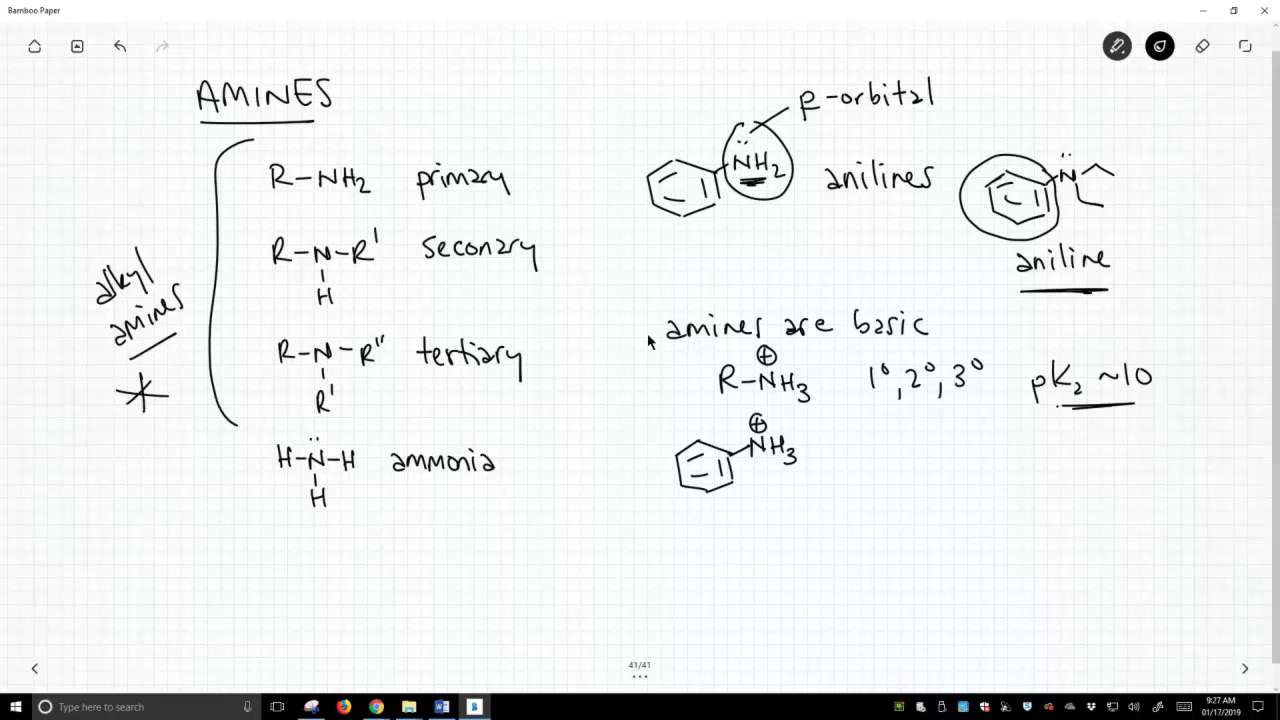 Bamboo Paper
AMINES
R-NH2 primary
R-N-R' seconary
H
alkyl
amines
R-N-R" tertiary
R'
H-N-H ammonia
H
p-orbital
NH2 anilines
N
aniline
amines are basic
R-NH3 ⊕ 1°, 2°, 3° pKa ~10
NH3 ⊕
41/41
Type here to search
9:27 AM
01/17/2019